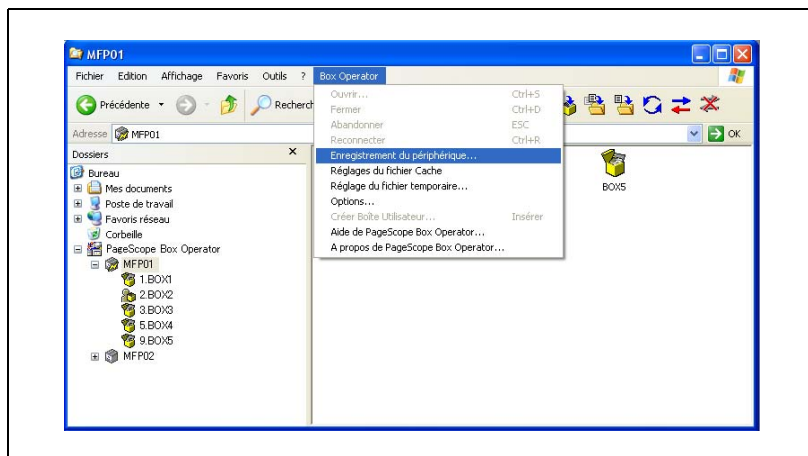 MFP01
Fichier Edition Affichage Favoris Outils ? Box Operator
Précédente Recherch
Adresse MFP01 OK
Dossiers
Bureau
Mes documents
Poste de travail
Favoris réseau
Corbeille
PageScope Box Operator
MFP01
1.BOX1
2.BOX2
3.BOX3
5.BOX4
9.BOX5
MFP02
Ouvrir... Ctrl+S
Fermer Ctrl+D
Abandonner ESC
Reconnecter Ctrl+R
Enregistrement du périphérique...
Réglages du fichier Cache
Réglage du fichier temporaire...
Options...
Créer Boîte Utilisateur... Insérer
Aide de PageScope Box Operator...
A propos de PageScope Box Operator...
BOX5